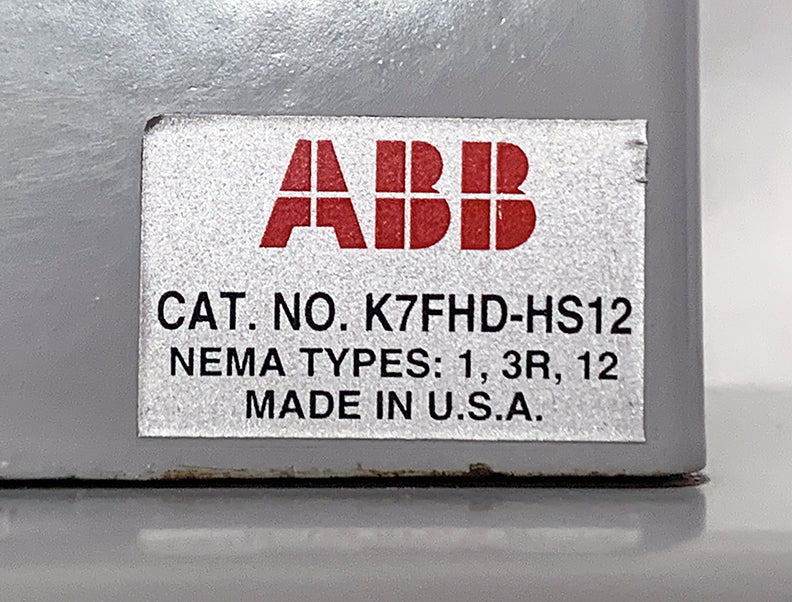 ABB
CAT. NO. K7FHD-HS12
NEMA TYPES: 1, 3R, 12
MADE IN U.S.A.